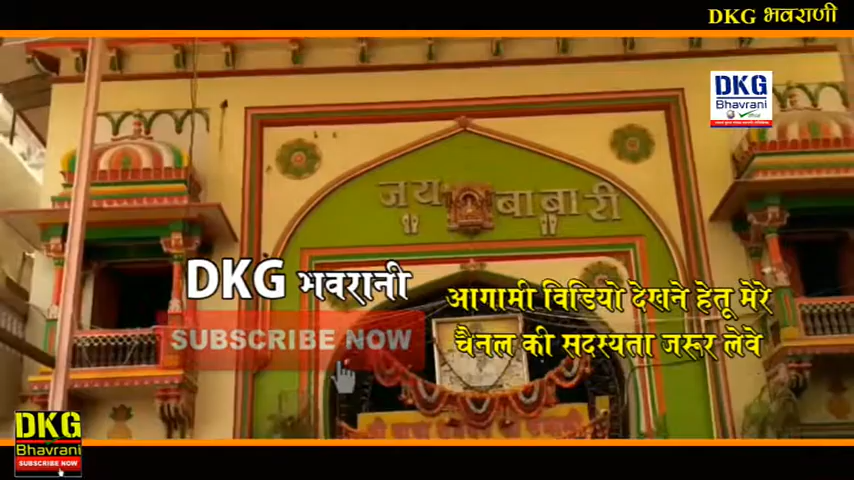 DKG भवराणी
DKG
Bhavrani
जय बाबारी
DKG भवरानी
SUBSCRIBE NOW
आगामी विडियो देखने हेतू मेरे
चैनल की सदस्यता जरूर लेवे
DKG
Bhavrani
SUBSCRIBE NOW